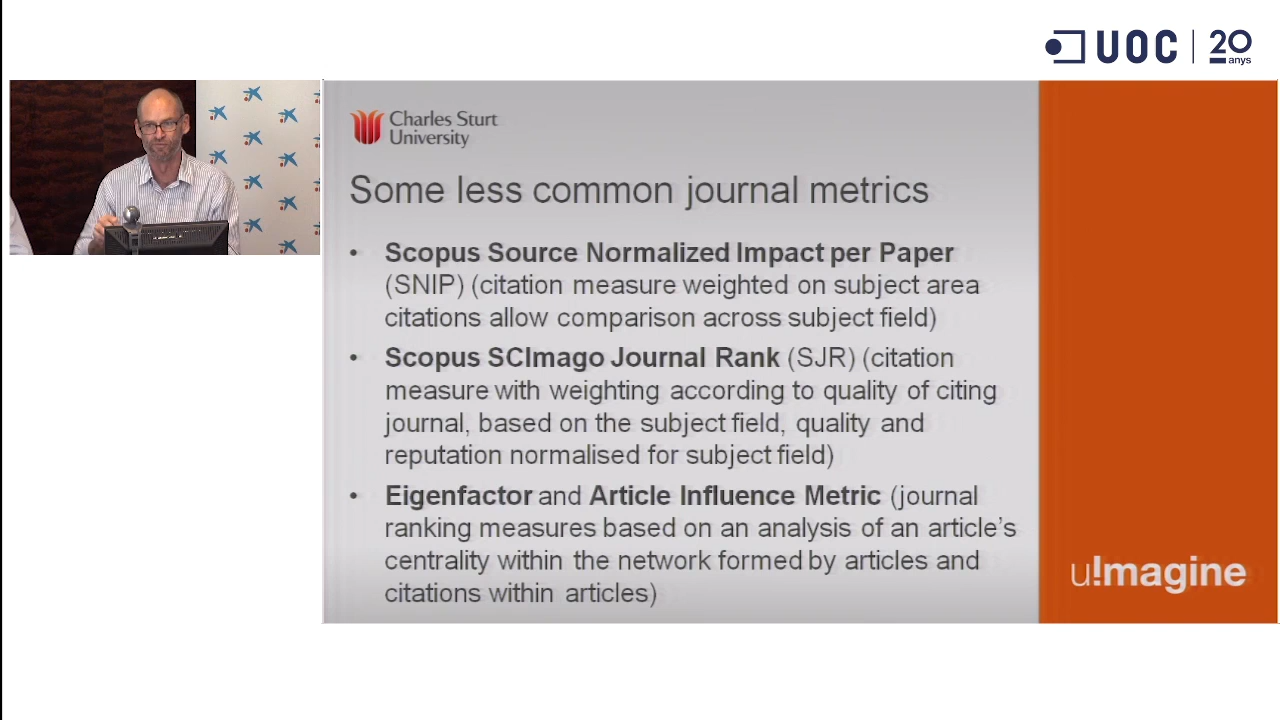 UOC
20
anys
Charles Sturt
University
Some less common journal metrics
• Scopus Source Normalized Impact per Paper
(SNIP) (citation measure weighted on subject area
citations allow comparison across subject field)
• Scopus SCImago Journal Rank (SJR) (citation
measure with weighting according to quality of citing
journal, based on the subject field, quality and
reputation normalised for subject field)
• Eigenfactor and Article Influence Metric (journal
ranking measures based on an analysis of an article's
centrality within the network formed by articles and
citations within articles)
u!magine